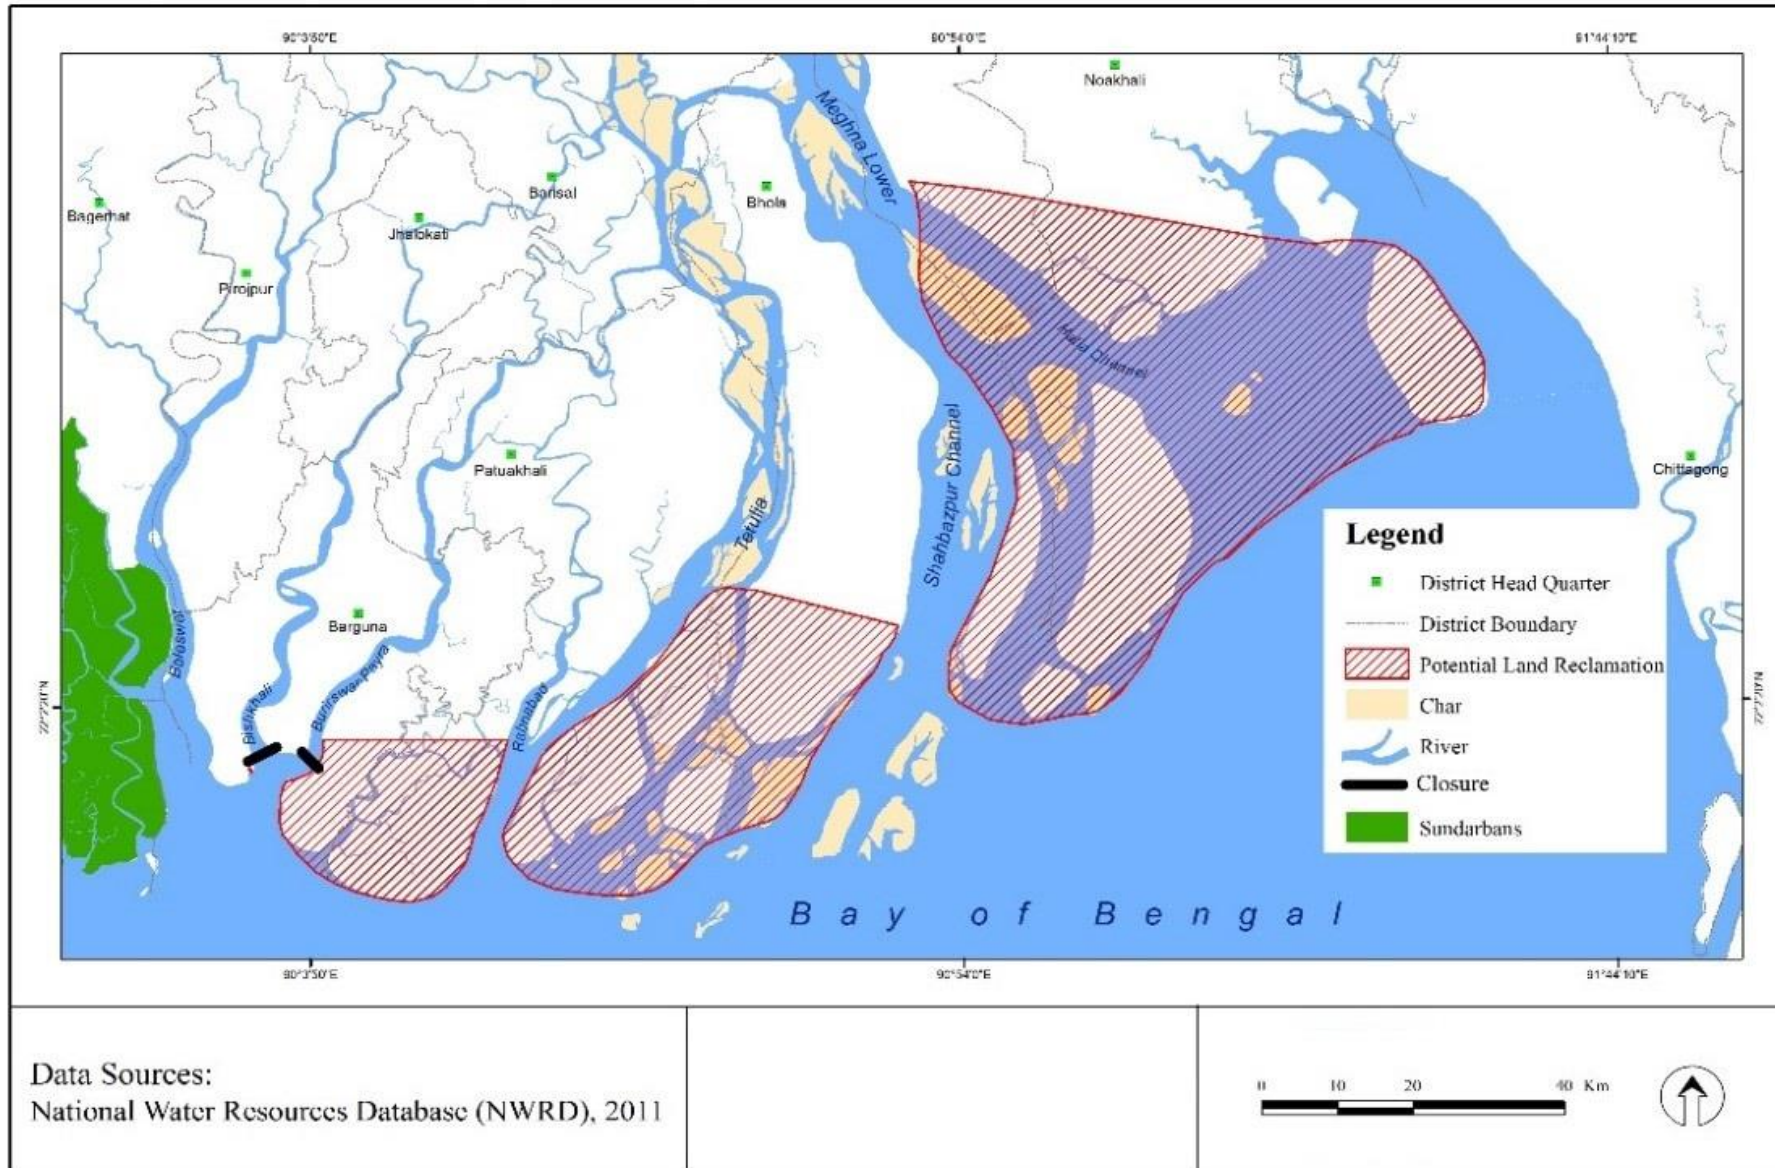 90°3'50"E
90°54'0"E
91°44'10"E
Noakhali
Meghna Lower
Barisal
Bhola
Bagerhat
Jhalokati
Pirojpur
Hatia Channel
Shahbazpur Channel
Patuakhali
Chittagong
Tetulia
Legend
District Head Quarter
District Boundary
Potential Land Reclamation
Char
River
Closure
Sundarbans
Baleswar
Barguna
Bishkhali
Burirswar-Payra
Rabnabad
Bay of Bengal
90°3'50"E
90°54'0"E
91°44'10"E
Data Sources:
National Water Resources Database (NWRD), 2011
0 10 20 40 Km